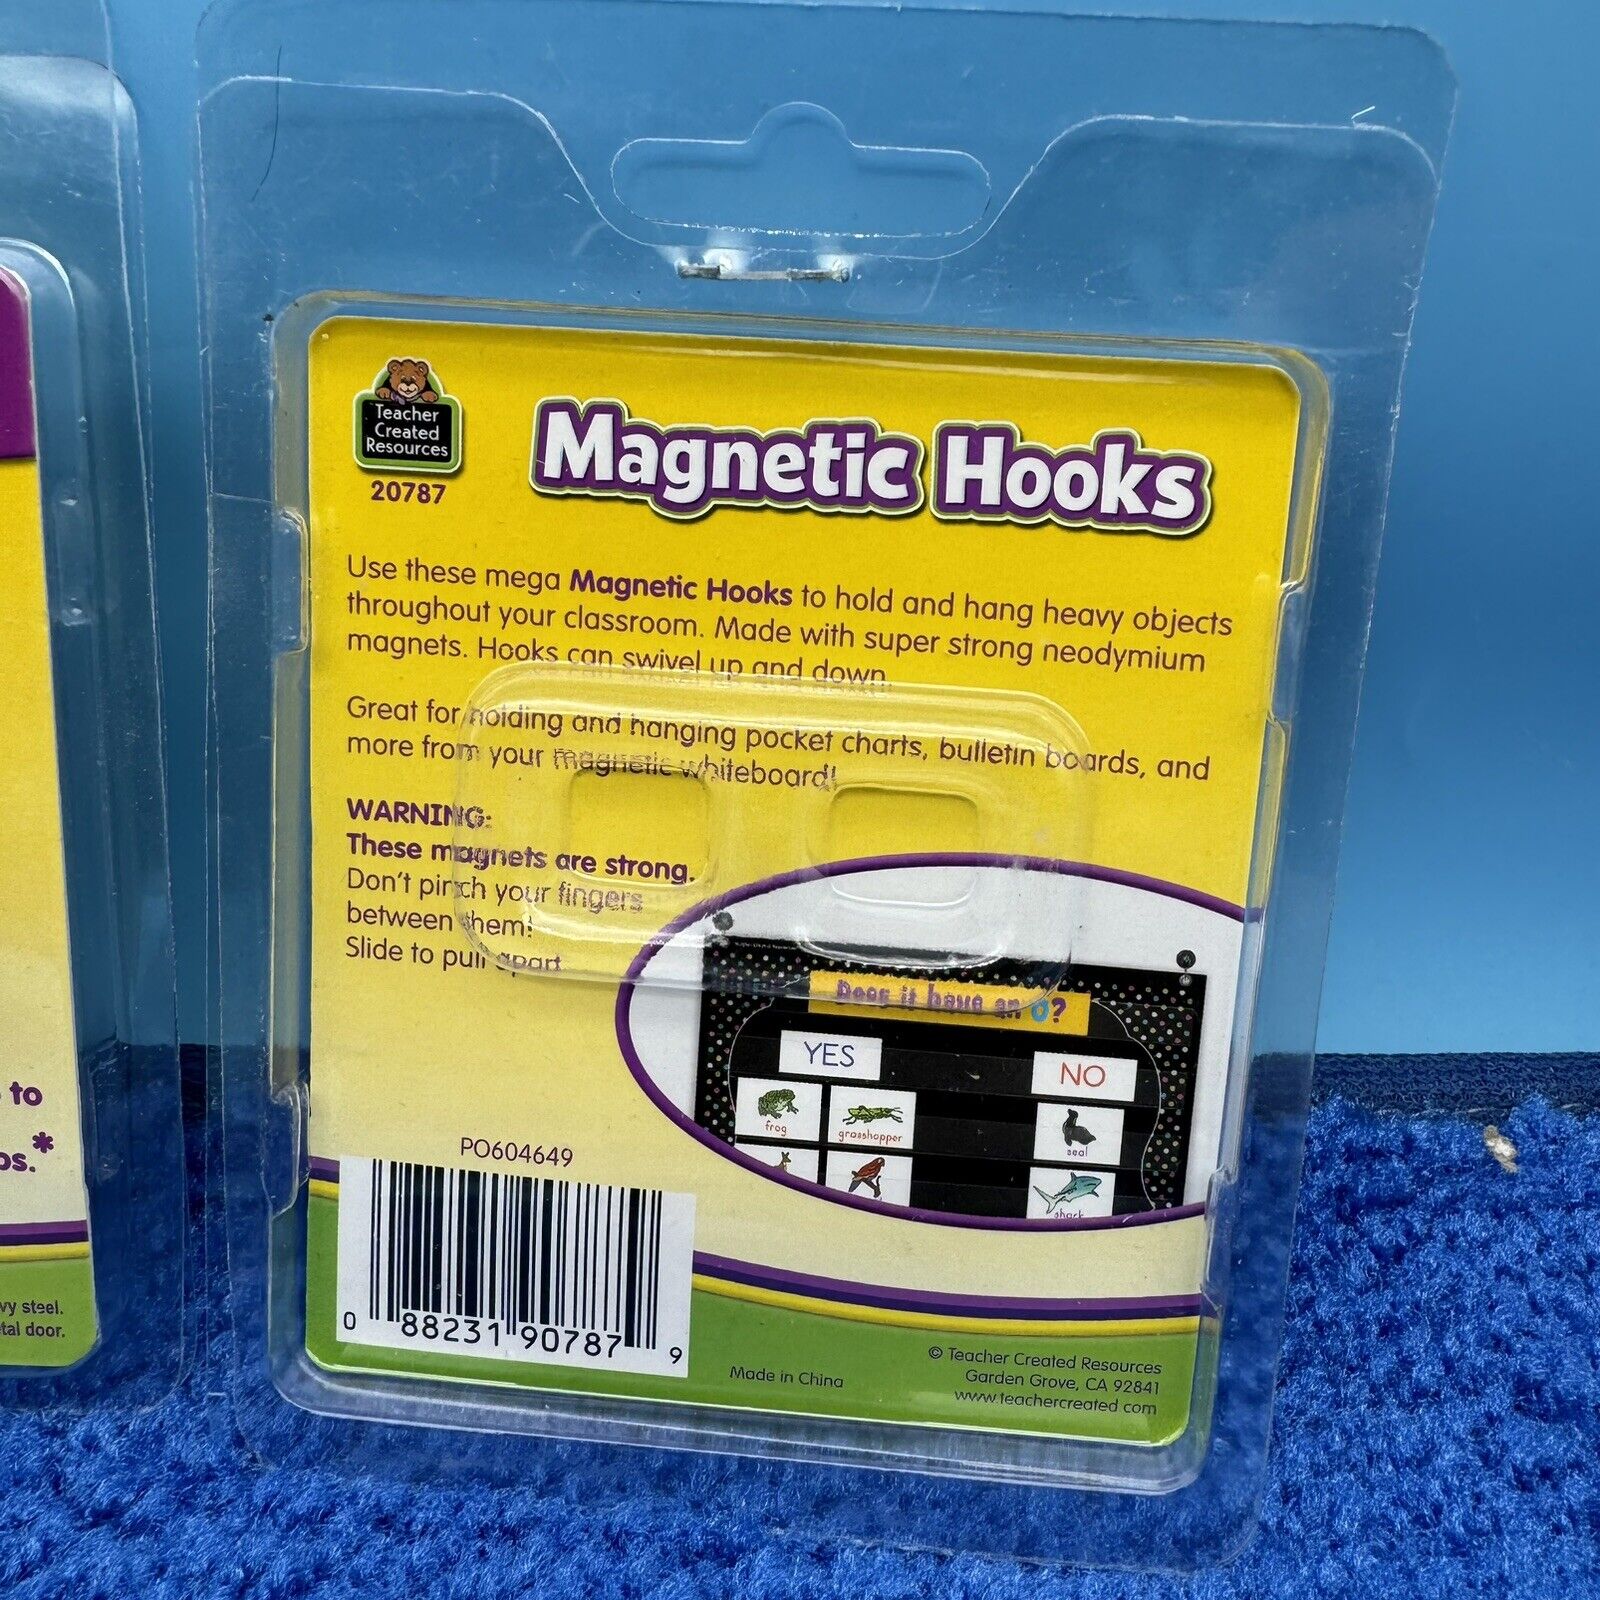 Teacher
Created
Resources
20787
Magnetic Hooks
Use these mega Magnetic Hooks to hold and hang heavy objects
throughout your classroom. Made with super strong neodymium
magnets. Hooks can swivel up and down.
Great for holding and hanging pocket charts, bulletin boards, and
more from your magnetic whiteboard!
WARNING:
These magnets are strong.
Don't pinch your fingers
between them!
Slide to pull apart.
Does it have an o?
YES
NO
frog
grasshopper
seal
shark
PO604649
0 88231 90787 9
Made in China
© Teacher Created Resources
Garden Grove, CA 92841
www.teachercreated.com
to
*
steel.
door.